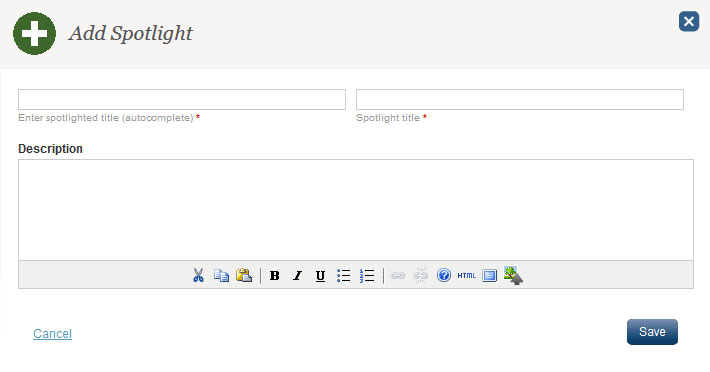 Add Spotlight
Enter spotlighted title (autocomplete) *
Spotlight title *
Description
B I U HTML
Cancel
Save